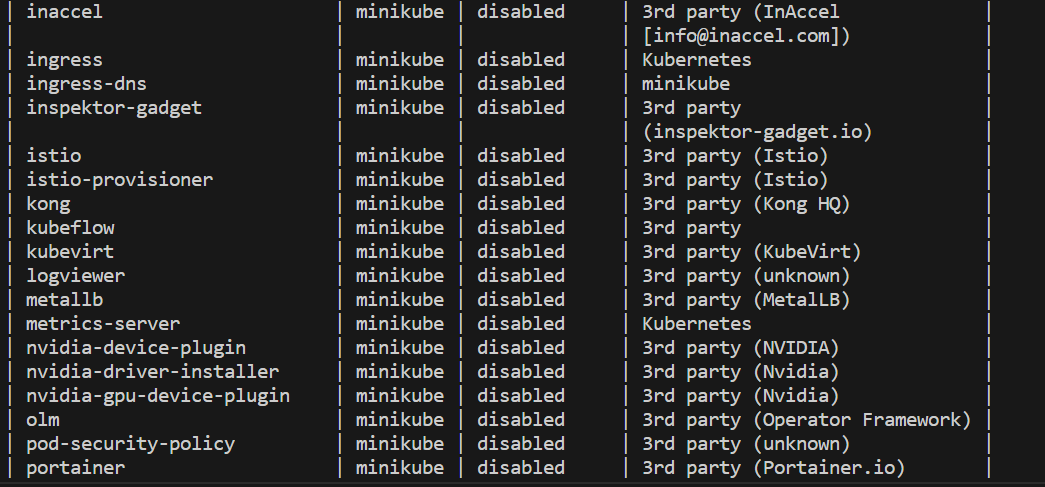 | inaccel | minikube | disabled | 3rd party (InAccel |
| | | | [info@inaccel.com]) |
| ingress | minikube | disabled | Kubernetes |
| ingress-dns | minikube | disabled | minikube |
| inspektor-gadget | minikube | disabled | 3rd party |
| | | | (inspektor-gadget.io) |
| istio | minikube | disabled | 3rd party (Istio) |
| istio-provisioner | minikube | disabled | 3rd party (Istio) |
| kong | minikube | disabled | 3rd party (Kong HQ) |
| kubeflow | minikube | disabled | 3rd party |
| kubevirt | minikube | disabled | 3rd party (KubeVirt) |
| logviewer | minikube | disabled | 3rd party (unknown) |
| metallb | minikube | disabled | 3rd party (MetalLB) |
| metrics-server | minikube | disabled | Kubernetes |
| nvidia-device-plugin | minikube | disabled | 3rd party (NVIDIA) |
| nvidia-driver-installer | minikube | disabled | 3rd party (Nvidia) |
| nvidia-gpu-device-plugin | minikube | disabled | 3rd party (Nvidia) |
| olm | minikube | disabled | 3rd party (Operator Framework) |
| pod-security-policy | minikube | disabled | 3rd party (unknown) |
| portainer | minikube | disabled | 3rd party (Portainer.io) |